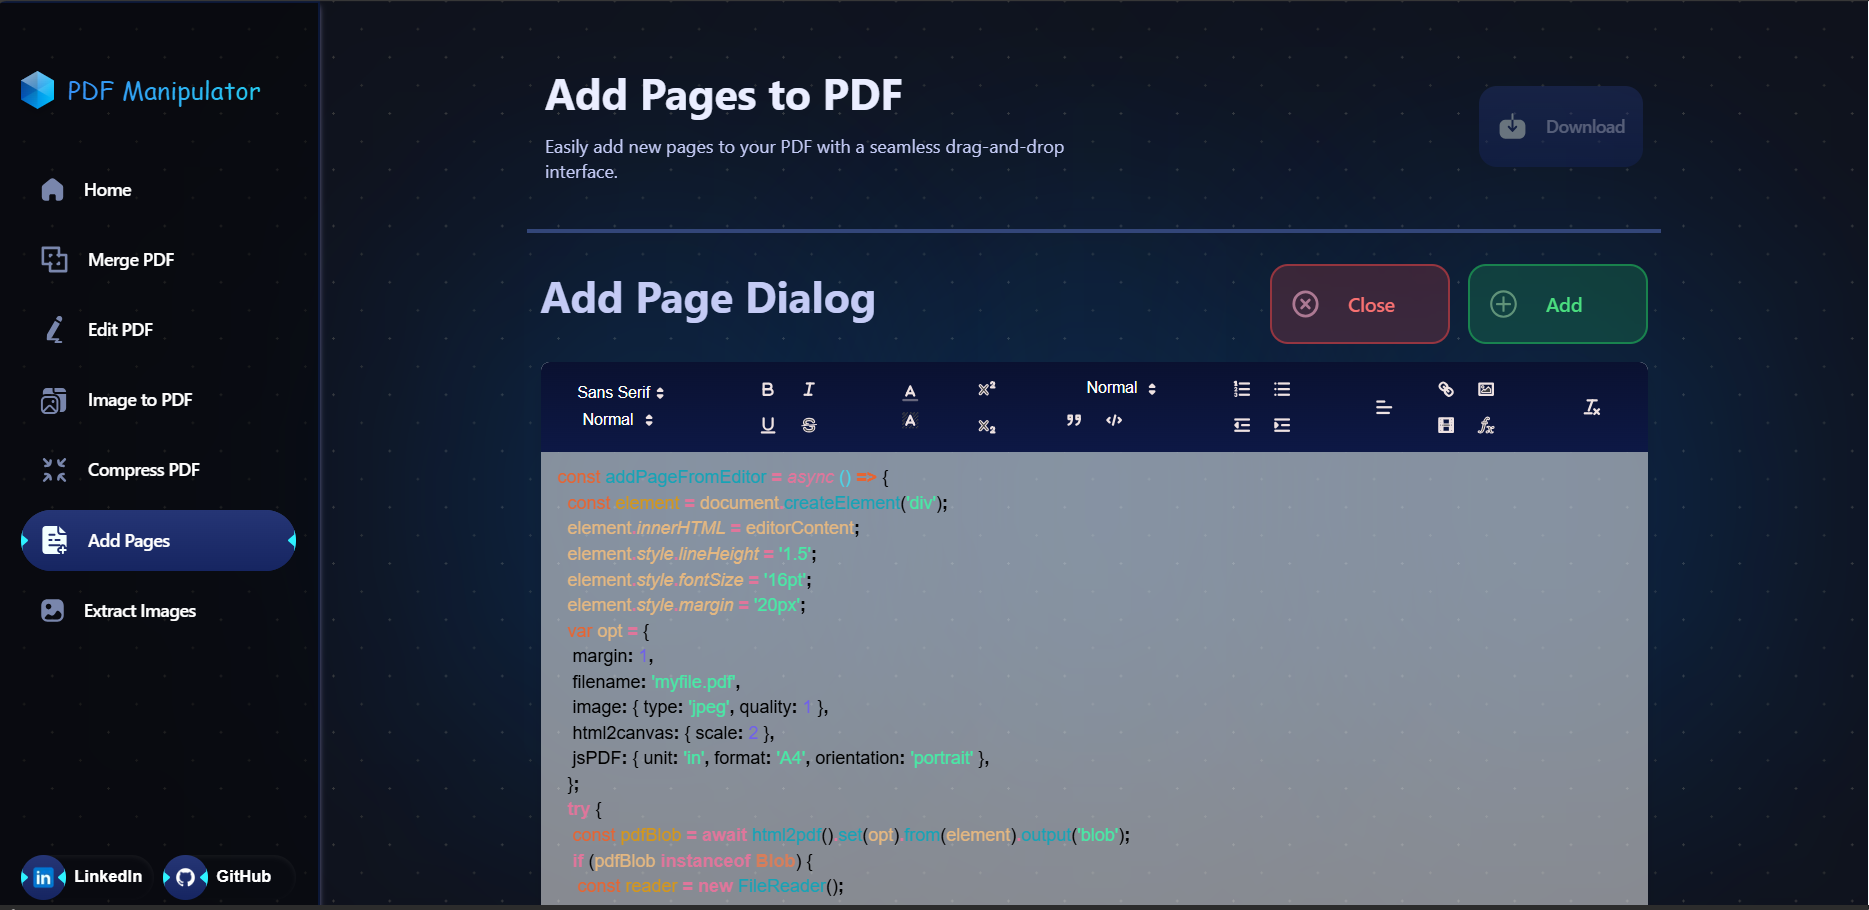 PDF Manipulator
Home
Merge PDF
Edit PDF
Image to PDF
Compress PDF
Add Pages
Extract Images
LinkedIn
GitHub
Add Pages to PDF
Easily add new pages to your PDF with a seamless drag-and-drop
interface.
Download
Add Page Dialog
Close
Add
Sans Serif
Normal
Normal
const addPageFromEditor = async () => {
const element = document.createElement('div');
element.innerHTML = editorContent;
element.style.lineHeight = '1.5';
element.style.fontSize = '16pt';
element.style.margin = '20px';
var opt = {
margin: 1,
filename: 'myfile.pdf',
image: { type: 'jpeg', quality: 1 },
html2canvas: { scale: 2 },
jsPDF: { unit: 'in', format: 'A4', orientation: 'portrait' },
};
try {
const pdfBlob = await html2pdf().set(opt).from(element).output('blob');
if (pdfBlob instanceof Blob) {
const reader = new FileReader();